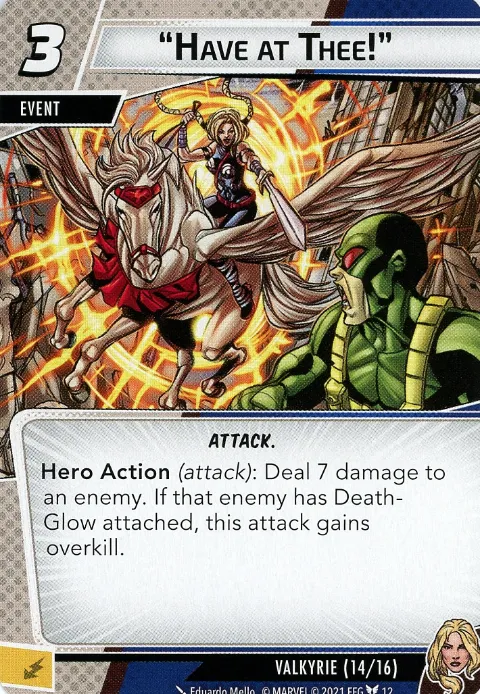 3
“HAVE AT THEE!”
EVENT
ATTACK.
Hero Action (attack): Deal 7 damage to
an enemy. If that enemy has Death-
Glow attached, this attack gains
overkill.
VALKYRIE (14/16)
Eduardo Mello © MARVEL © 2021 FFG 12